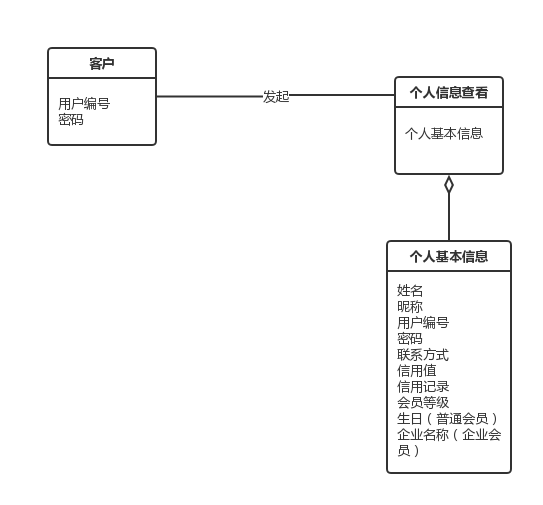 客户
用户编号
密码
发起
个人信息查看
个人基本信息
个人基本信息
姓名
昵称
用户编号
密码
联系方式
信用值
信用记录
会员等级
生日（普通会员）
企业名称（企业会
员）